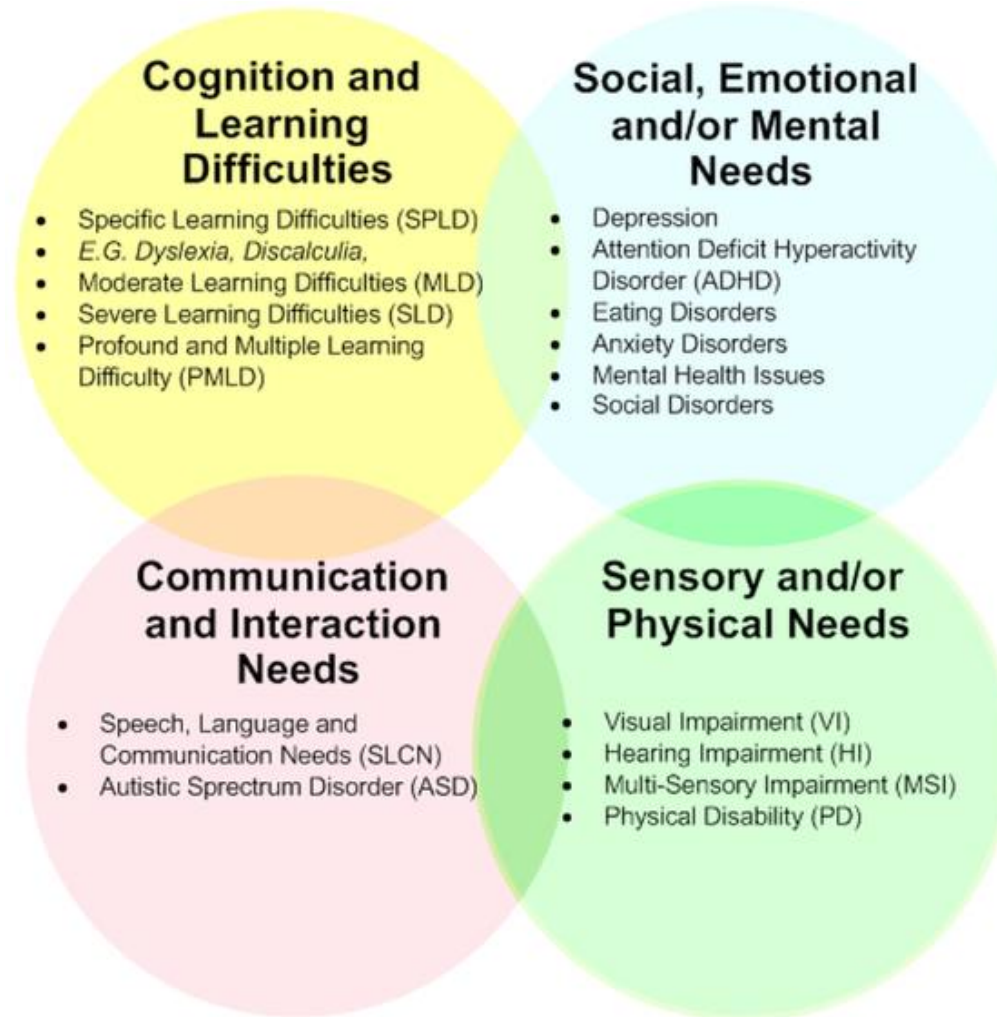 Cognition and
Learning
Difficulties
• Specific Learning Difficulties (SPLD)
• E.G. Dyslexia, Discalculia,
• Moderate Learning Difficulties (MLD)
• Severe Learning Difficulties (SLD)
• Profound and Multiple Learning
Difficulty (PMLD)
Social, Emotional
and/or Mental
Needs
• Depression
• Attention Deficit Hyperactivity
Disorder (ADHD)
• Eating Disorders
• Anxiety Disorders
• Mental Health Issues
• Social Disorders
Communication
and Interaction
Needs
• Speech, Language and
Communication Needs (SLCN)
• Autistic Sprectrum Disorder (ASD)
Sensory and/or
Physical Needs
• Visual Impairment (VI)
• Hearing Impairment (HI)
• Multi-Sensory Impairment (MSI)
• Physical Disability (PD)